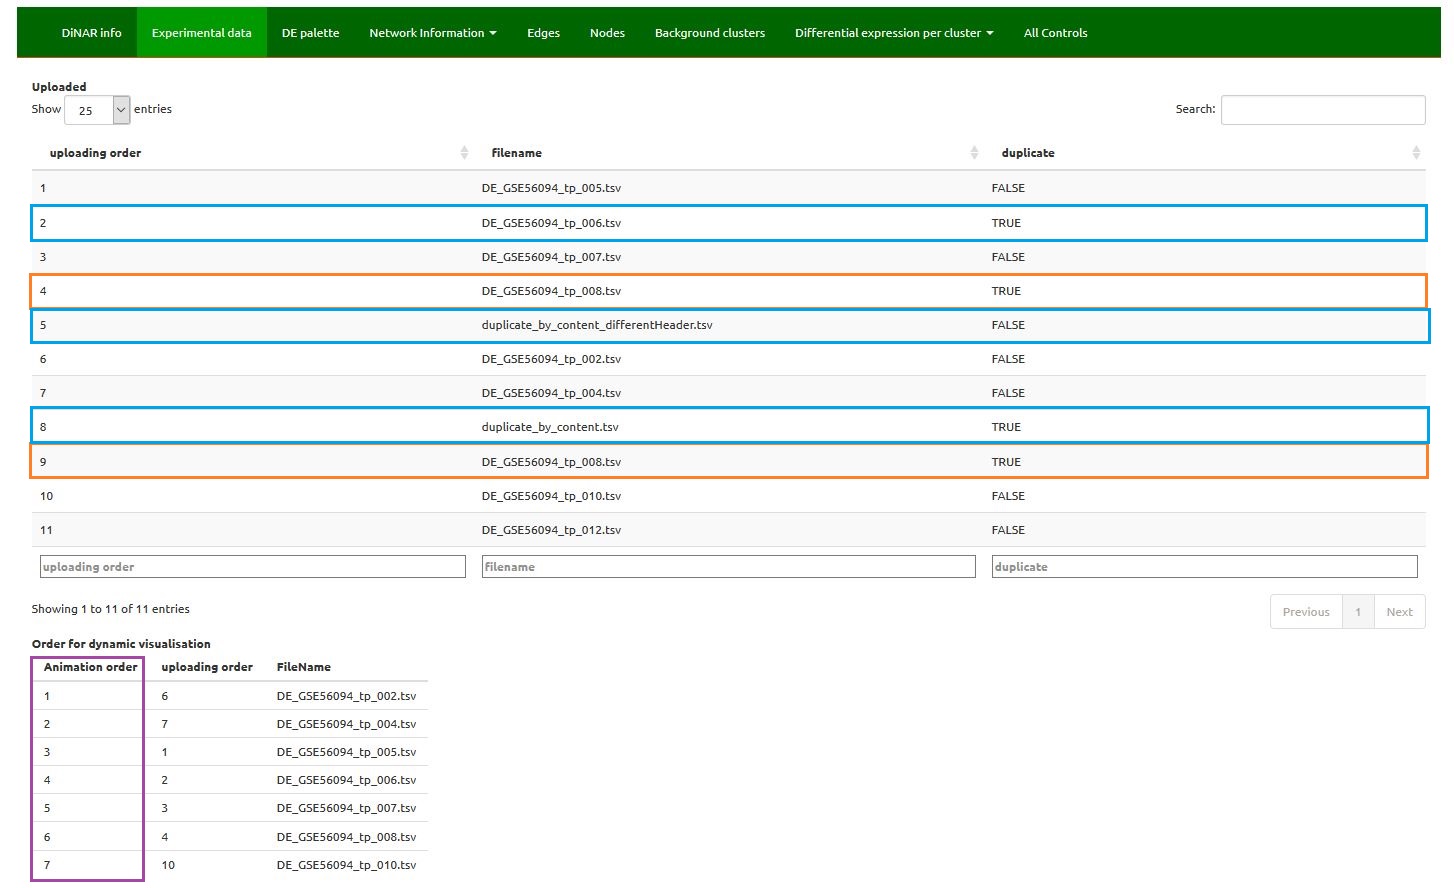 DiNAR info Experimental data DE palette Network Information Edges Nodes Background clusters Differential expression per cluster All Controls
Uploaded
Show 25 entries Search:
uploading order filename duplicate
1 DE_GSE56094_tp_005.tsv FALSE
2 DE_GSE56094_tp_006.tsv TRUE
3 DE_GSE56094_tp_007.tsv FALSE
4 DE_GSE56094_tp_008.tsv TRUE
5 duplicate_by_content_differentHeader.tsv FALSE
6 DE_GSE56094_tp_002.tsv FALSE
7 DE_GSE56094_tp_004.tsv FALSE
8 duplicate_by_content.tsv TRUE
9 DE_GSE56094_tp_008.tsv TRUE
10 DE_GSE56094_tp_010.tsv FALSE
11 DE_GSE56094_tp_012.tsv FALSE
uploading order filename duplicate
Showing 1 to 11 of 11 entries Previous 1 Next
Order for dynamic visualisation
Animation order uploading order FileName
1 6 DE_GSE56094_tp_002.tsv
2 7 DE_GSE56094_tp_004.tsv
3 1 DE_GSE56094_tp_005.tsv
4 2 DE_GSE56094_tp_006.tsv
5 3 DE_GSE56094_tp_007.tsv
6 4 DE_GSE56094_tp_008.tsv
7 10 DE_GSE56094_tp_010.tsv